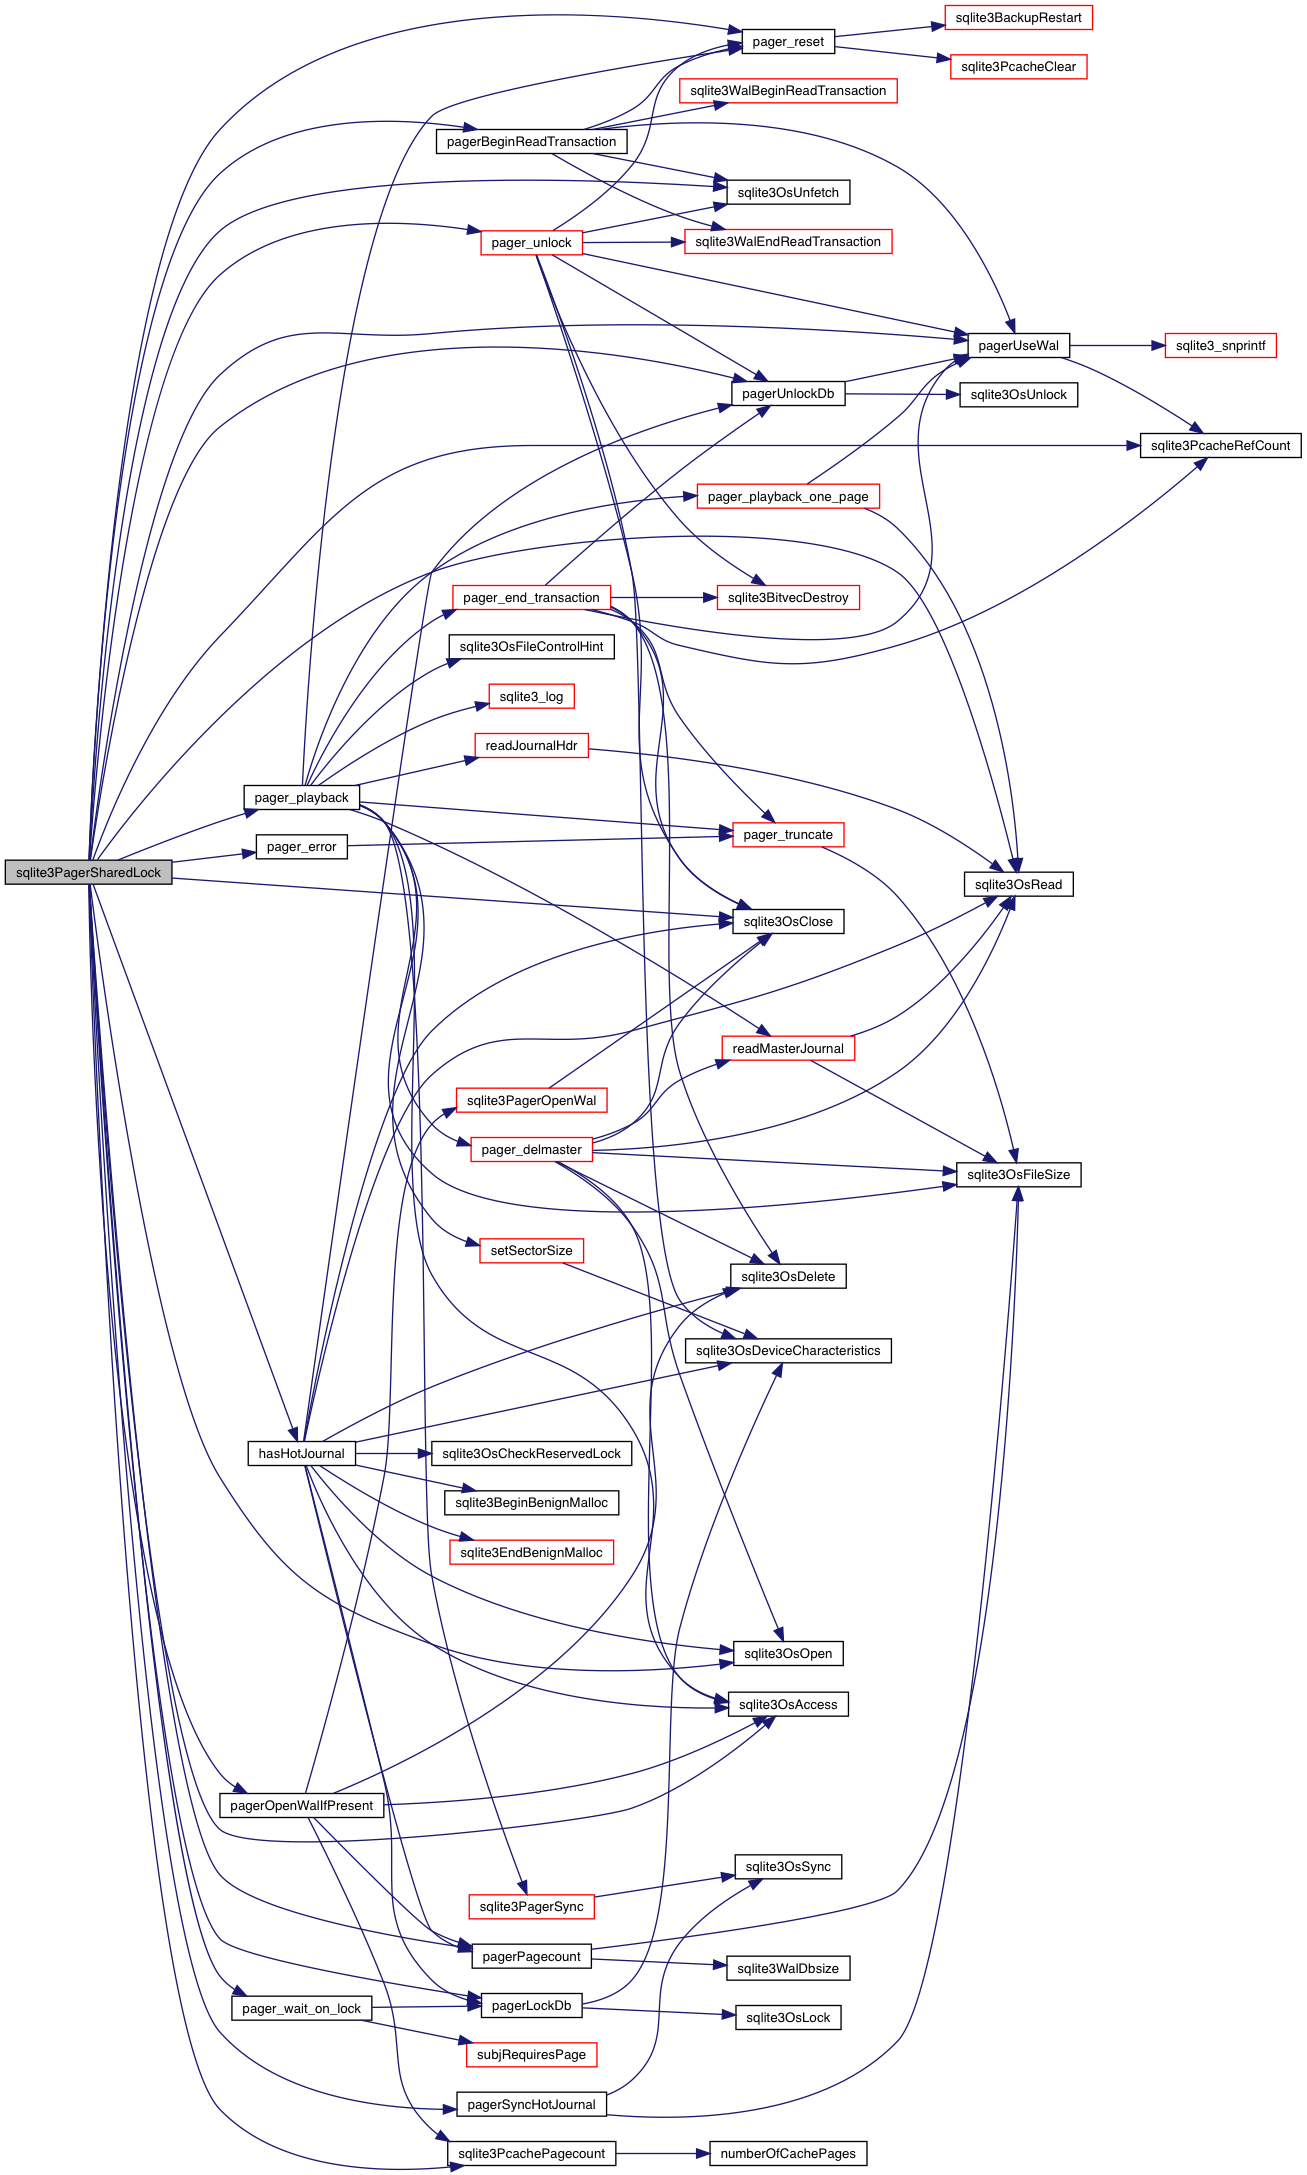 sqlite3BackupRestart
pager_reset
sqlite3PcacheClear
sqlite3WalBeginReadTransaction
pagerBeginReadTransaction
sqlite3OsUnfetch
pager_unlock
sqlite3WalEndReadTransaction
pagerUseWal
sqlite3_snprintf
pagerUnlockDb
sqlite3OsUnlock
sqlite3PcacheRefCount
pager_playback_one_page
pager_end_transaction
sqlite3BitvecDestroy
sqlite3OsFileControlHint
sqlite3_log
readJournalHdr
pager_playback
pager_truncate
pager_error
sqlite3PagerSharedLock
sqlite3OsRead
sqlite3OsClose
readMasterJournal
sqlite3PagerOpenWal
pager_delmaster
sqlite3OsFileSize
setSectorSize
sqlite3OsDelete
sqlite3OsDeviceCharacteristics
hasHotJournal
sqlite3OsCheckReservedLock
sqlite3BeginBenignMalloc
sqlite3EndBenignMalloc
sqlite3OsOpen
sqlite3OsAccess
pagerOpenWalIfPresent
sqlite3OsSync
sqlite3PagerSync
pagerPagecount
sqlite3WalDbsize
pager_wait_on_lock
pagerLockDb
sqlite3OsLock
subjRequiresPage
pagerSyncHotJournal
sqlite3PcachePagecount
numberOfCachePages